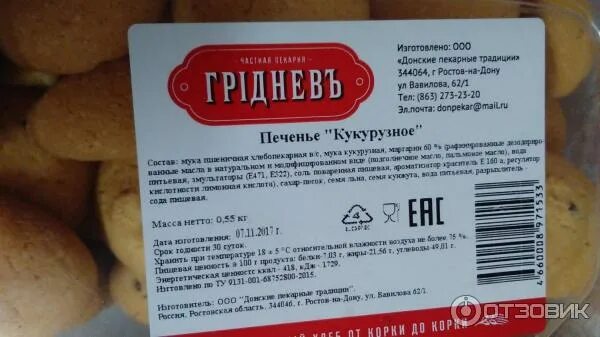 ЧАСТНАЯ ПЕКАРНЯ
ГРIДНЕВЪ
Изготовлено: ООО
«Донские пекарные традиции»
344064, г Ростов-на-Дону
ул Вавилова, 62/1
Тел: (863) 273-23-20
Эл.почта: donpekar@mail.ru
Печенье "Кукурузное"
Состав: мука пшеничная хлебопекарная в/с, мука кукурузная, маргарин 60 % (рафинированные дезодориро-
ванные масла в натуральном и модифицированном виде (подсолнечное масло, пальмовое масло), вода
питьевая, эмульгаторы (Е471, Е322), соль поваренная пищевая, ароматизатор краситель Е 160 а, регулятор
кислотности лимонная кислота), сахар-песок, семя льна, семя кунжута, вода питьевая, разрыхлитель -
сода пищевая.
Масса нетто: 0,55 кг
Дата изготовления: 07.11.2017 г.
Срок годности 30 суток.
Хранить при температуре 18 ± 5 °С относительной влажности воздуха не более 75 %.
Пищевая ценность в 100 г продукта: белки-7,03 г, жиры-21,56 г, углеводы-49,01 г.
Энергетическая ценность ккал - 418, кДж - 1729.
Изготовлено по ТУ 9131-001-68752800-2015.
Изготовитель: ООО "Донские пекарные традиции".
Россия, Ростовская область, 344064, г. Ростов-на-Дону, ул. Вавилова 62/1.
4
EAC
4660008971533
ХЛЕБ ОТ КОРКИ ДО КОРКИ
ОТЗОВИК